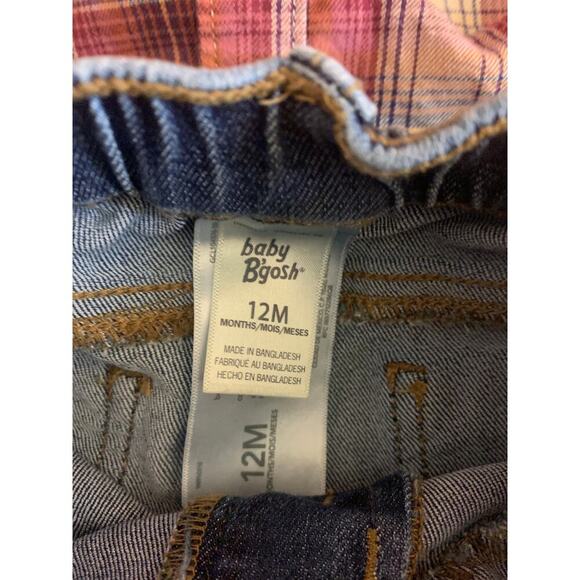 baby
B'gosh®
12M
MONTHS/MOIS/MESES
MADE IN BANGLADESH
FABRIQUÉ AU BANGLADESH
HECHO EN BANGLADESH
12M
MONTHS/MOIS/MESES